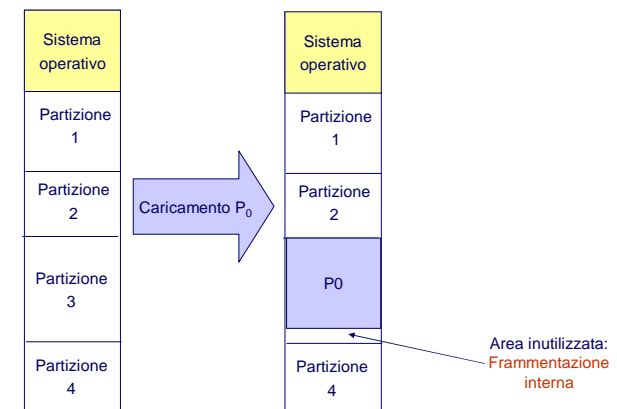 Sistema
operativo
Partizione
1
Partizione
2
Partizione
3
Partizione
4
Caricamento P₀
Sistema
operativo
Partizione
1
Partizione
2
P0
Partizione
4
Area inutilizzata:
Frammentazione
interna